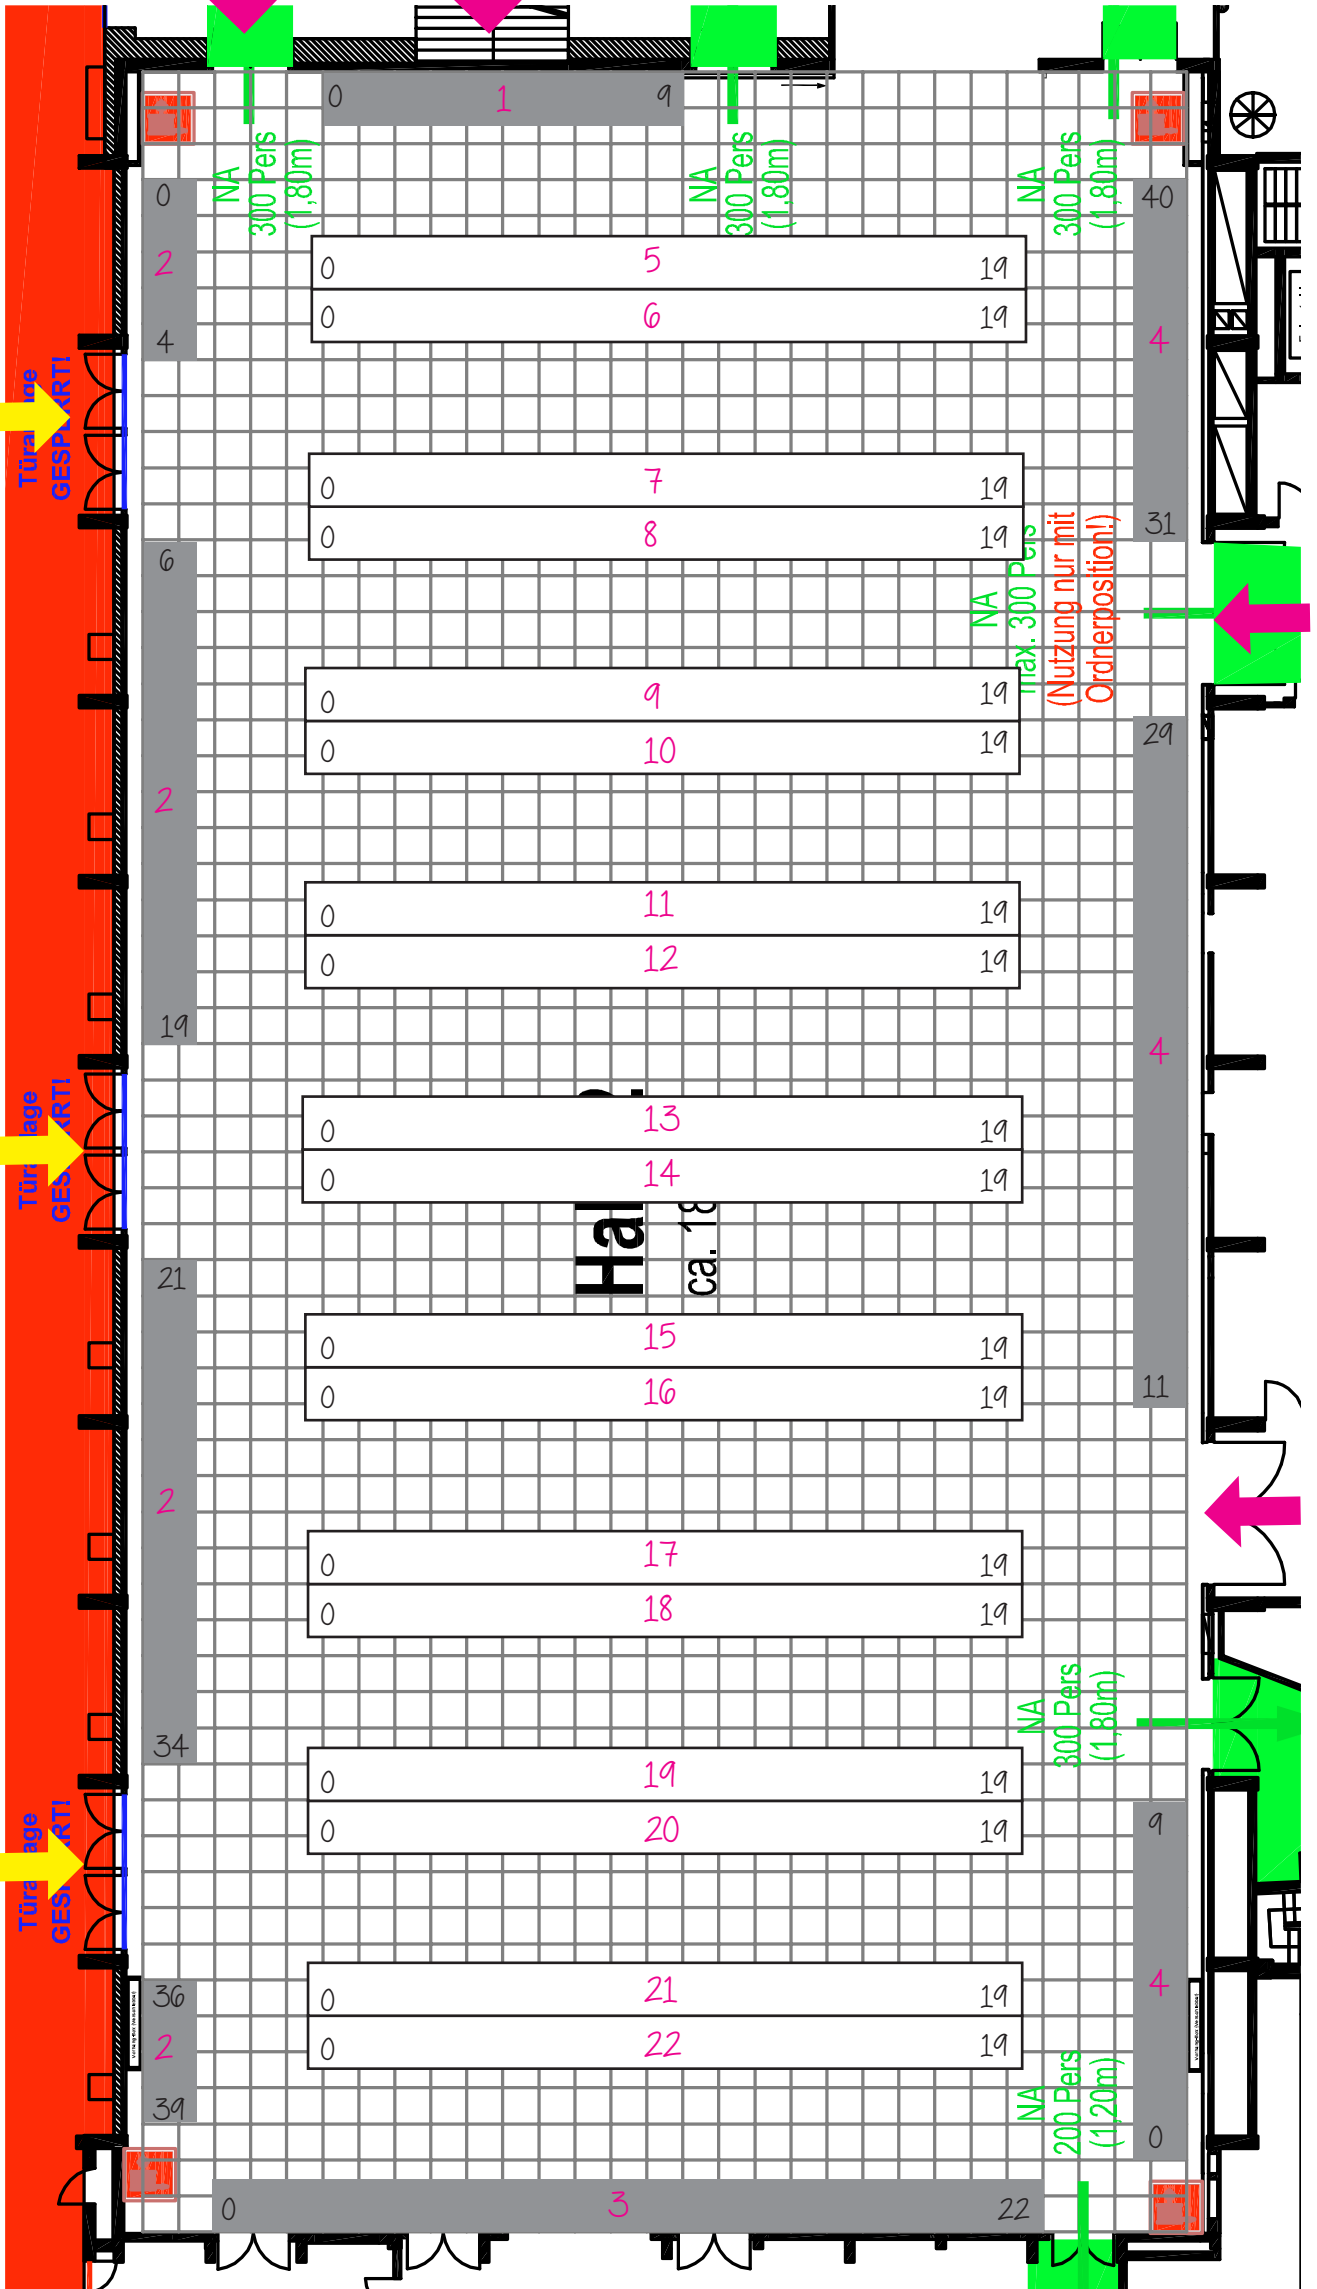 0 1 9
NA
300 Pers
(1,80m)
NA
300 Pers
(1,80m)
NA
300 Pers
(1,80m)
0
2
4
40
4
31
0 5 19
0 6 19
GESPERRT!
0 7 19
0 8 19
NA
max. 300 Pers
(Nutzung nur mit
Ordnerposition!)
6
2
19
0 9 19
0 10 19
29
4
11
0 11 19
0 12 19
0 13 19
0 14 19
ca. 18
21
2
34
0 15 19
0 16 19
0 17 19
0 18 19
NA
300 Pers
(1,80m)
0 19 19
0 20 19
9
4
0
36
2
39
0 21 19
0 22 19
NA
200 Pers
(1,20m)
0 3 22